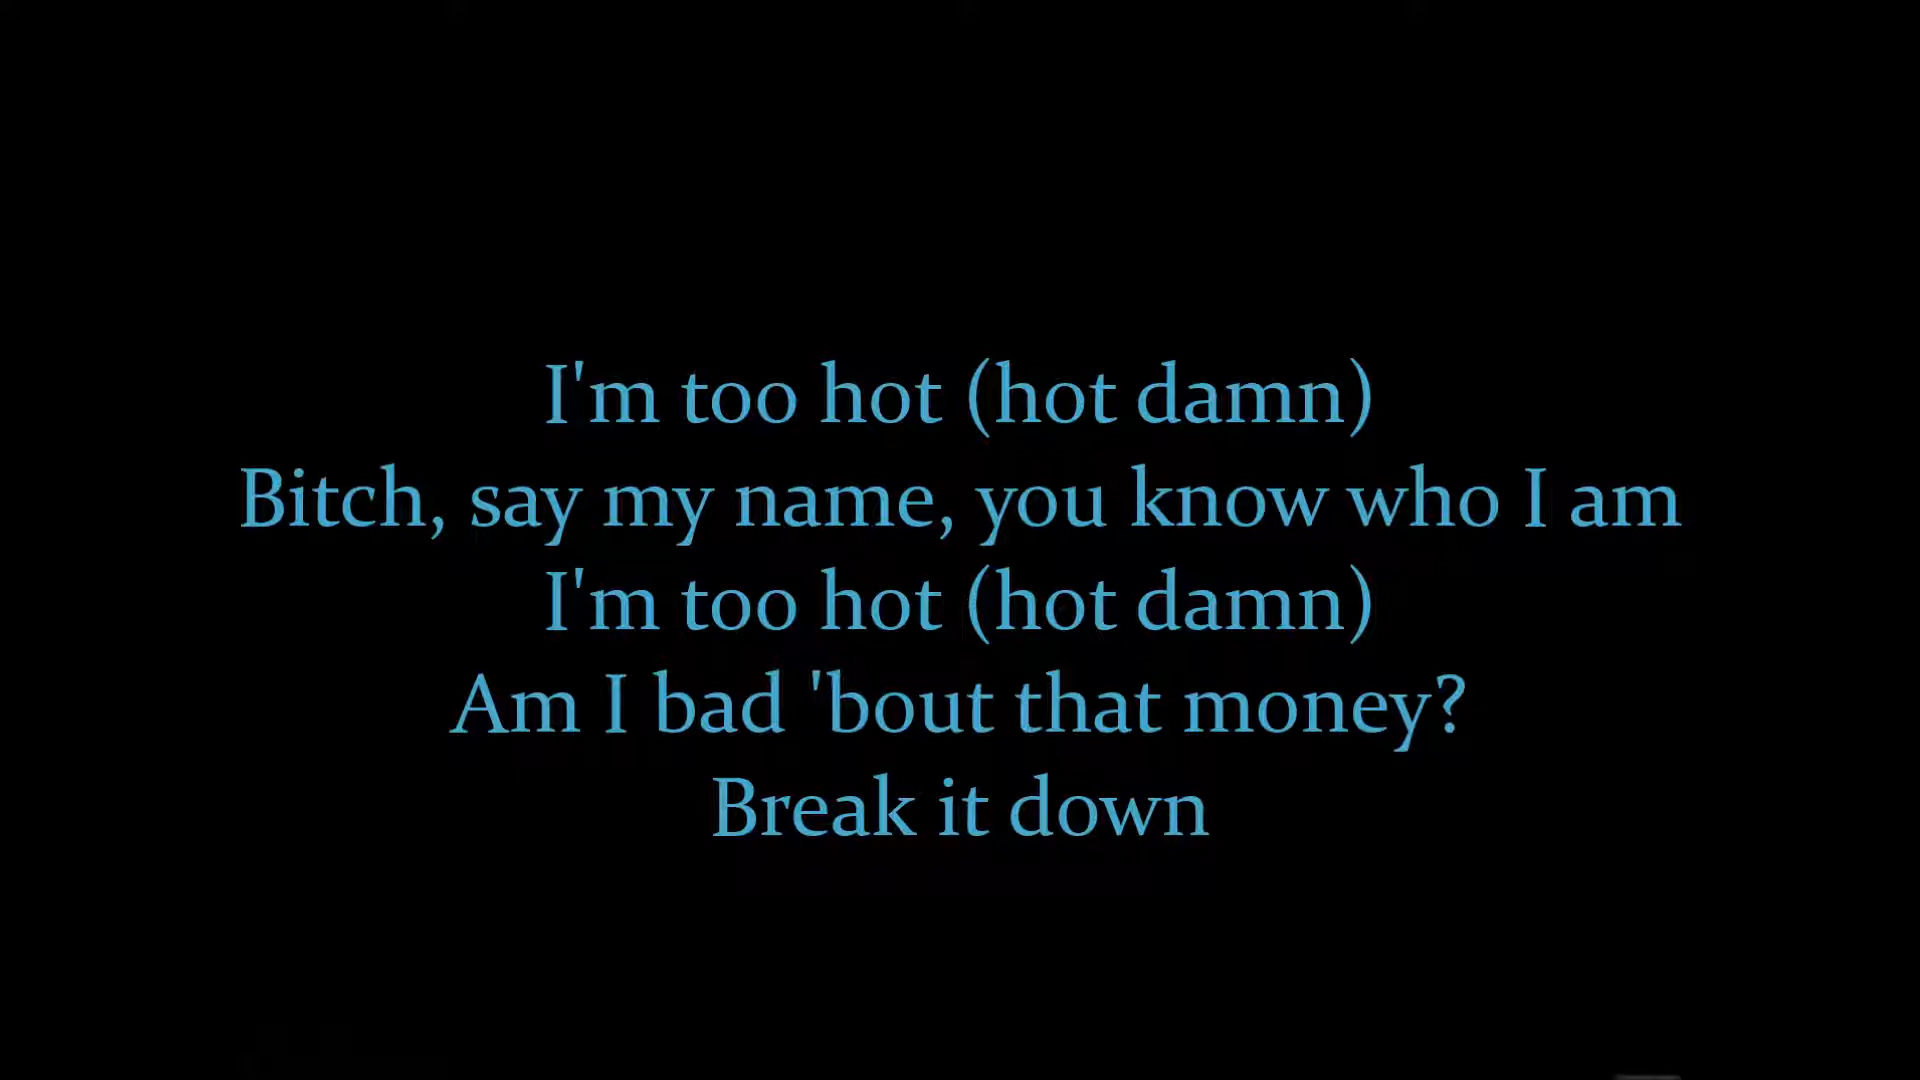 I'm too hot (hot damn)
Bitch, say my name, you know who I am
I'm too hot (hot damn)
Am I bad 'bout that money?
Break it down